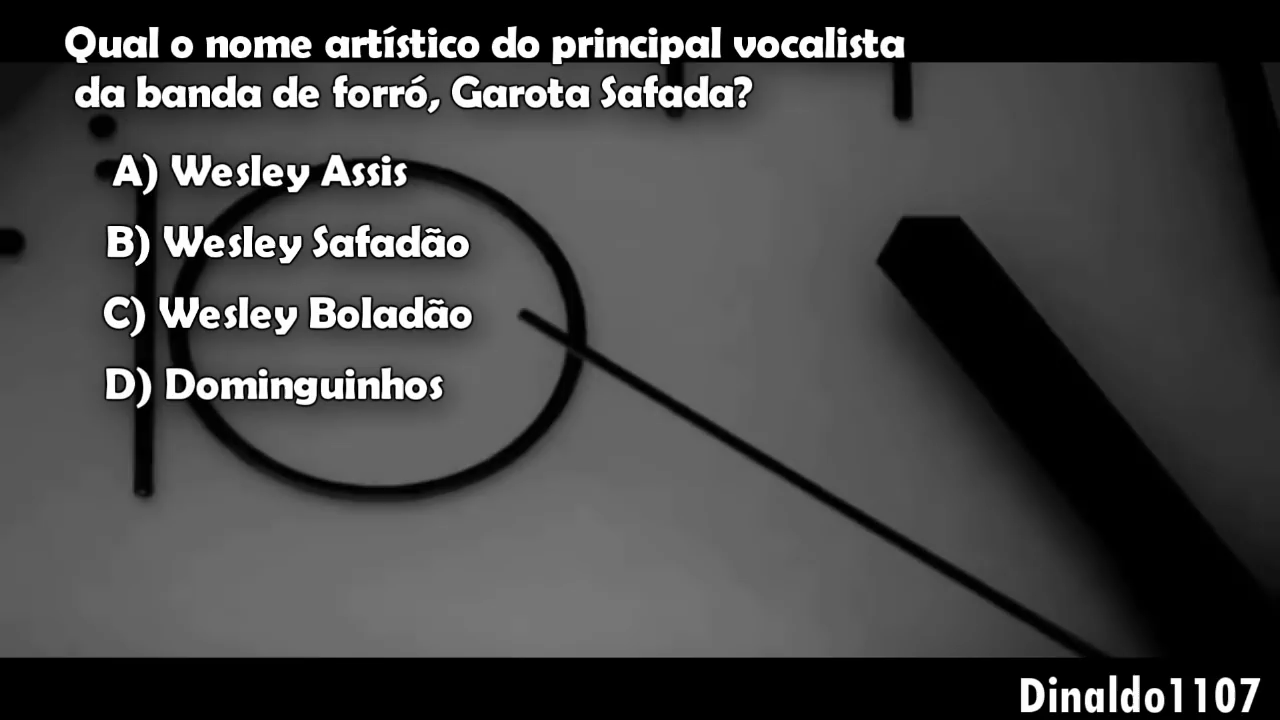 Qual o nome artístico do principal vocalista
da banda de forró, Garota Safada?
A) Wesley Assis
B) Wesley Safadão
C) Wesley Boladão
D) Dominguinhos
10
Dinaldo1107